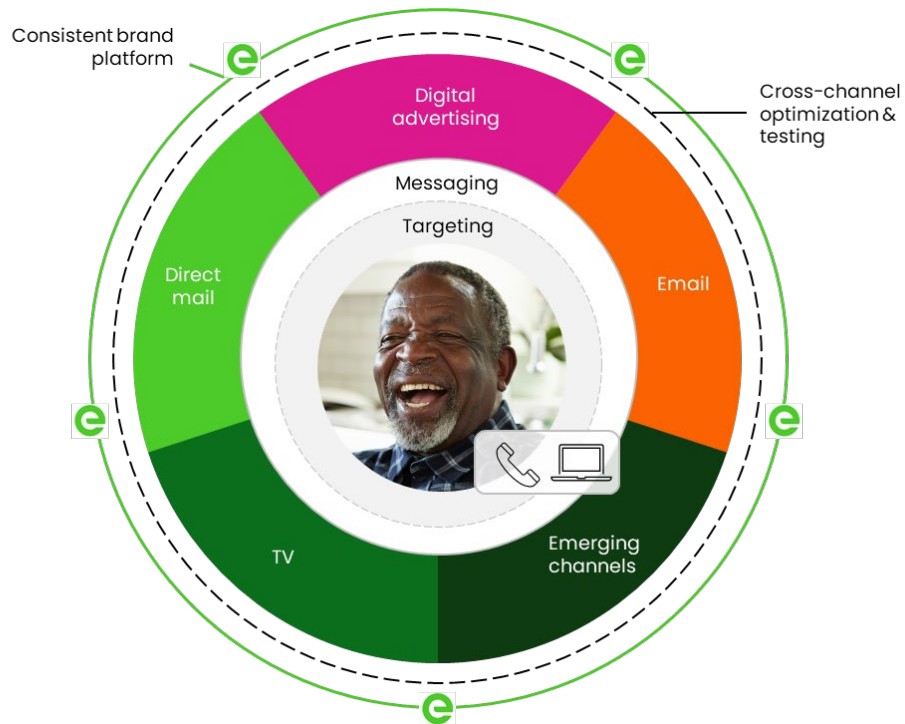 Consistent brand
platform
Cross-channel
optimization &
testing
Digital
advertising
Messaging
Targeting
Direct
mail
Email
TV
Emerging
channels
e
e
e
e
e